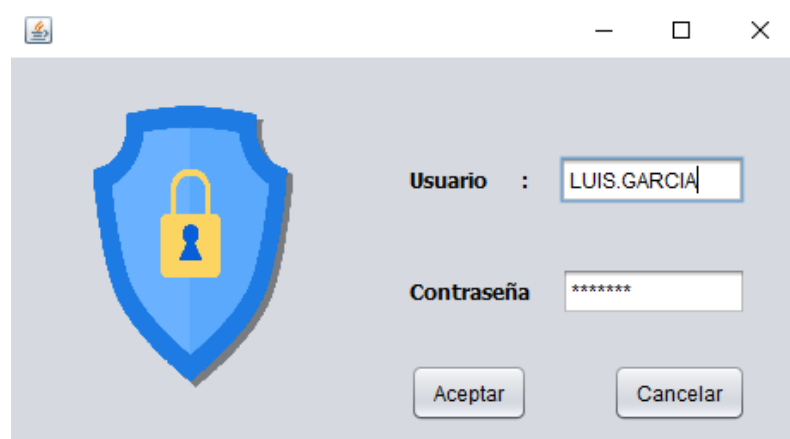 Usuario : LUIS.GARCIA
Contraseña *******
Aceptar Cancelar